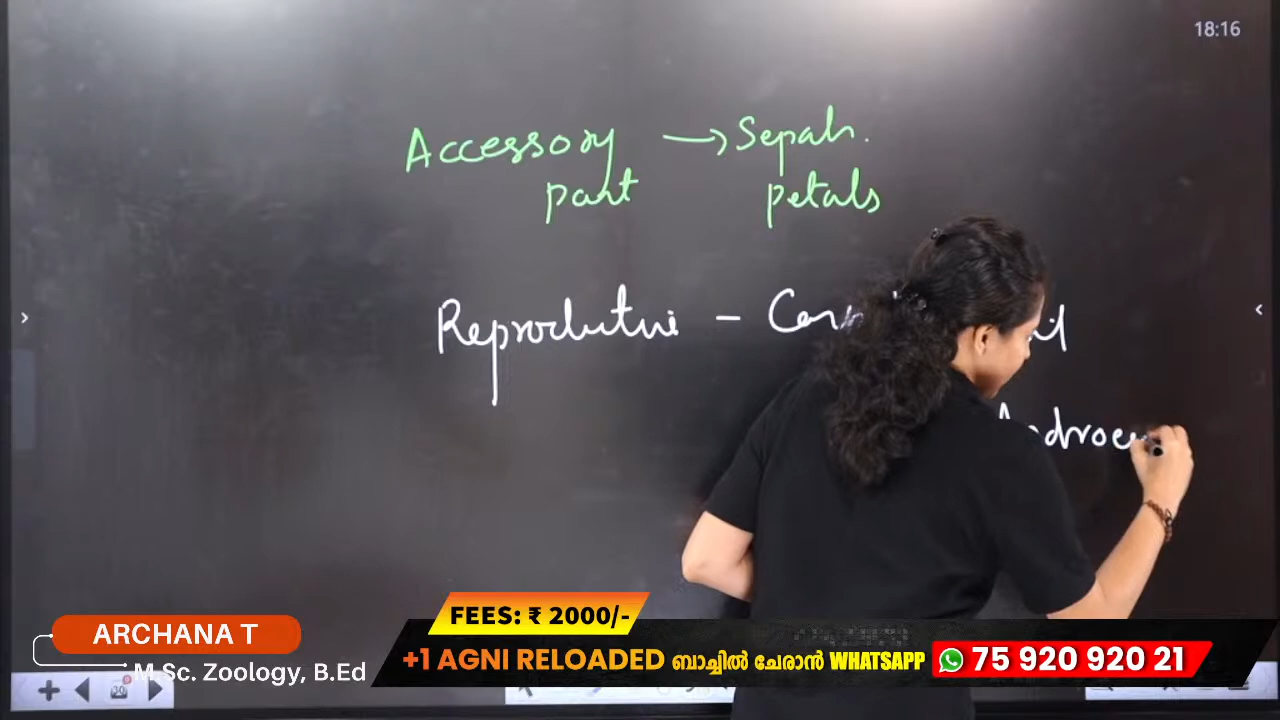 18:16
Accessory → Sepals.
part petals
Reproductive -
ARCHANA T
M.Sc. Zoology, B.Ed
FEES: ₹ 2000/-
+1 AGNI RELOADED ബാച്ചിൽ ചേരാൻ WHATSAPP 75 920 920 21